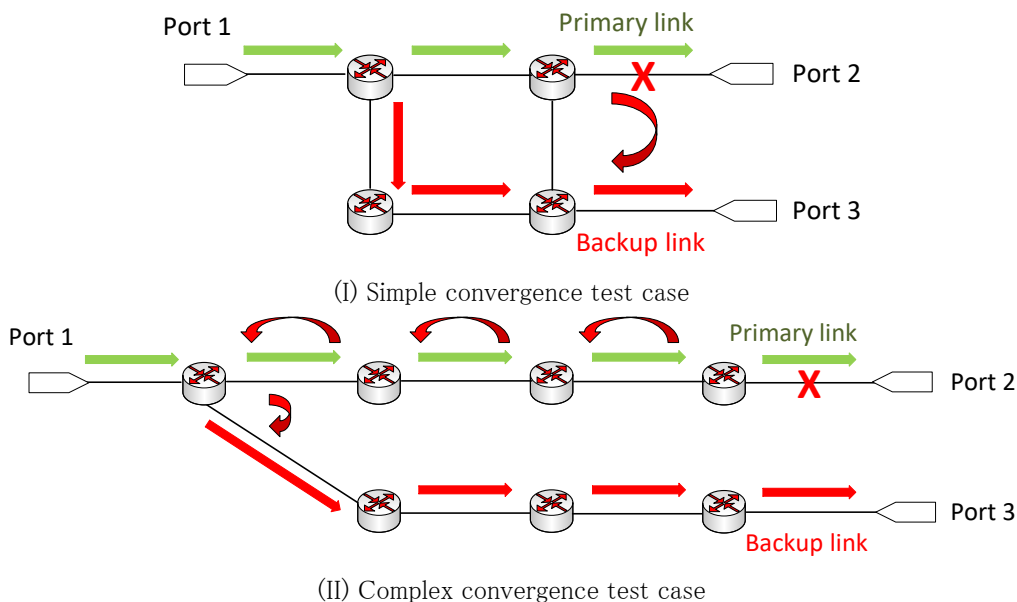 Port 1
Primary link
X
Port 2
Port 3
Backup link
(I) Simple convergence test case
Port 1
Primary link
X
Port 2
Port 3
Backup link
(II) Complex convergence test case